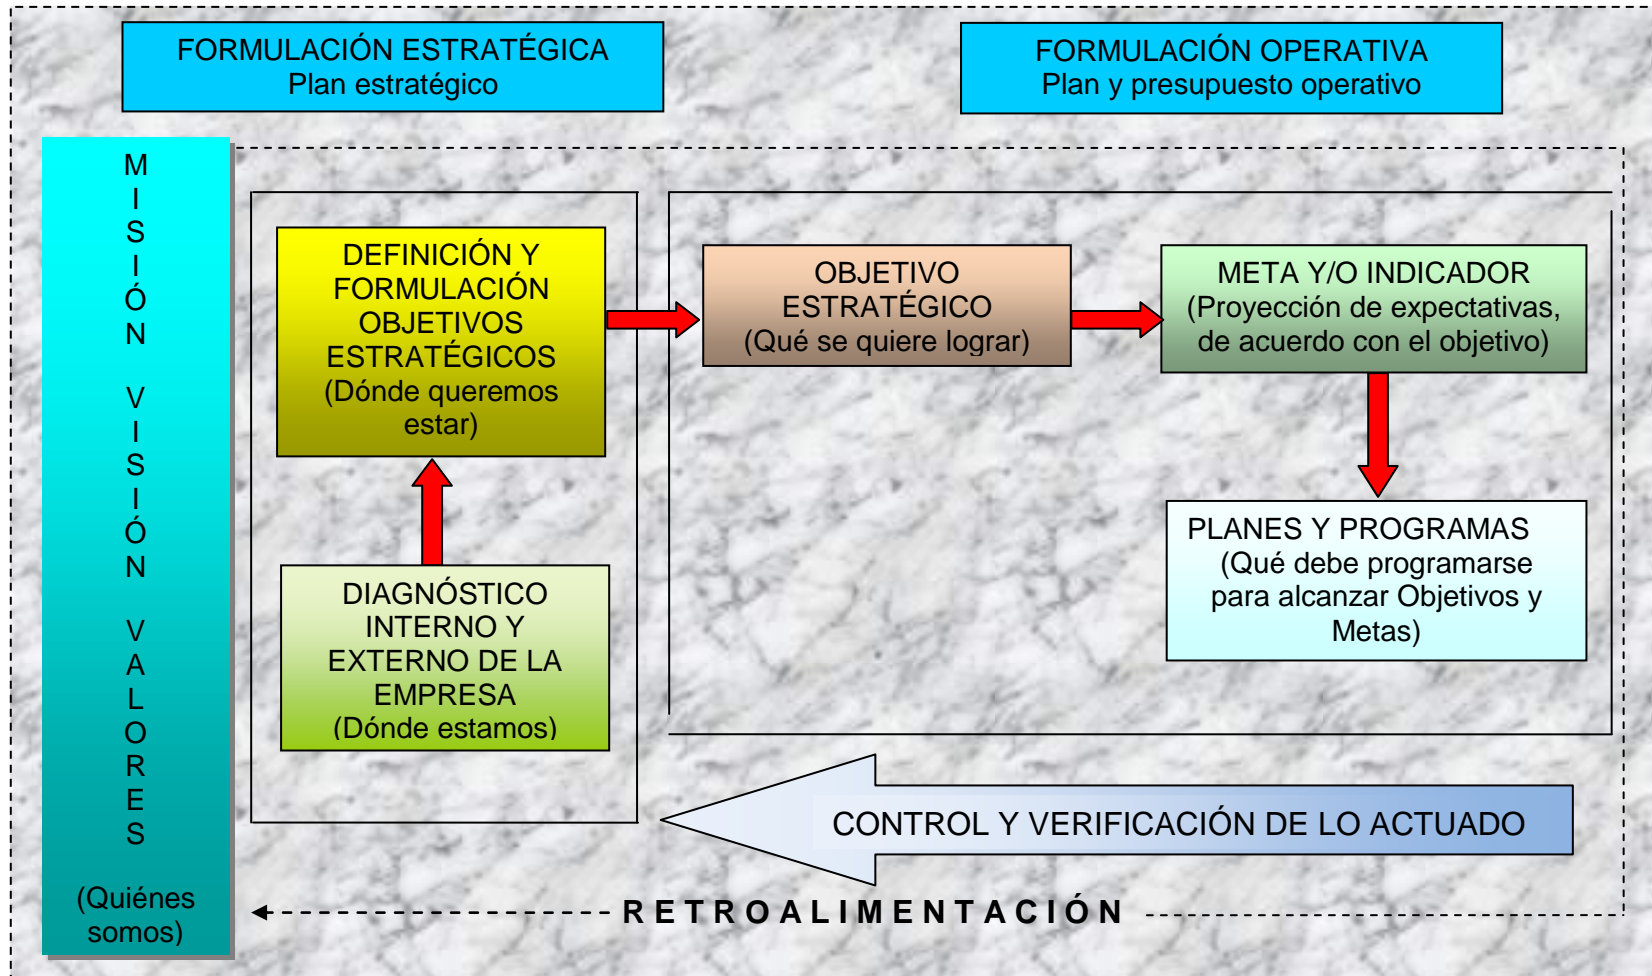 FORMULACIÓN ESTRATÉGICA
Plan estratégico
FORMULACIÓN OPERATIVA
Plan y presupuesto operativo
MISIÓN VISIÓN VALORES
(Quiénes
somos)
DEFINICIÓN Y
FORMULACIÓN
OBJETIVOS
ESTRATÉGICOS
(Dónde queremos
estar)
DIAGNÓSTICO
INTERNO Y
EXTERNO DE LA
EMPRESA
(Dónde estamos)
OBJETIVO
ESTRATÉGICO
(Qué se quiere lograr)
META Y/O INDICADOR
(Proyección de expectativas,
de acuerdo con el objetivo)
PLANES Y PROGRAMAS
(Qué debe programarse
para alcanzar Objetivos y
Metas)
CONTROL Y VERIFICACIÓN DE LO ACTUADO
RETROALIMENTACIÓN